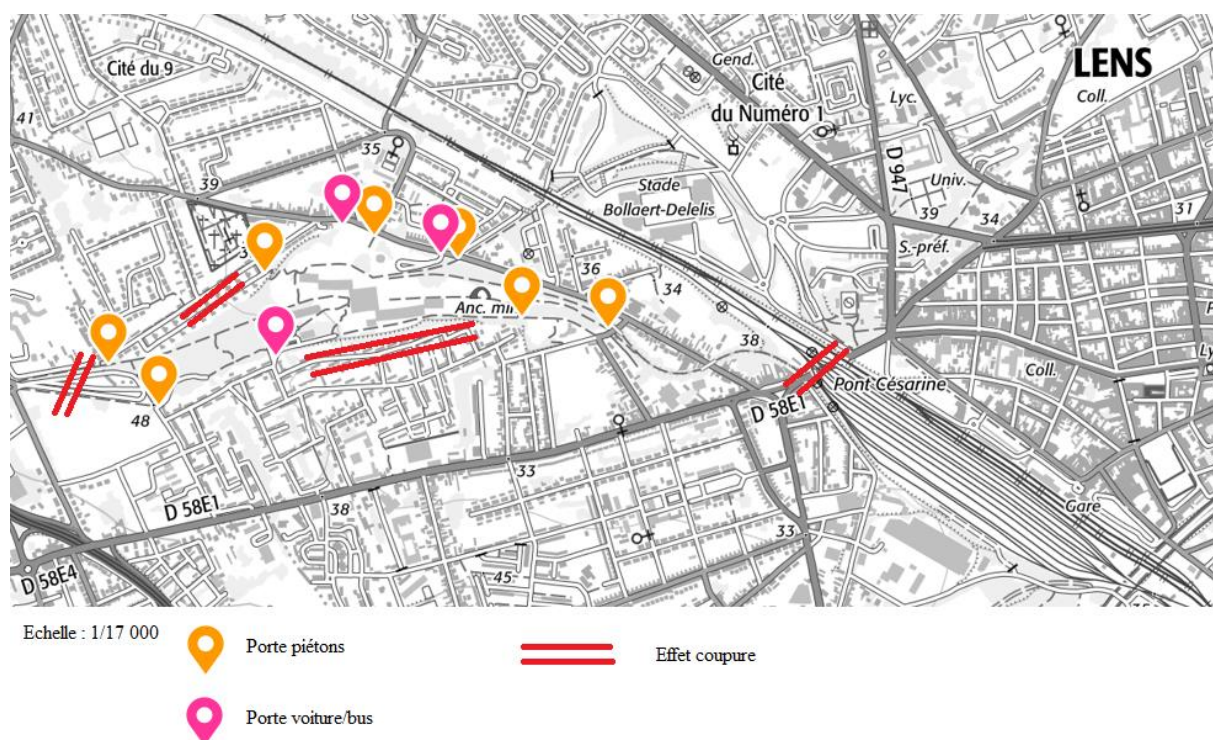 LENS
Cité du 9
Gend.
Cité
du Numéro 1
Lyc.
Coll.
41
35
D 947
Univ.
39
Stade
Bollaert-Delelis
39
34
31
S.-préf.
36
34
Anc.
38
Coll.
Pont Césarine
48
D 58E1
33
D 58E1
38
Gare
33
D 58E4
45
Echelle : 1/17 000
Porte piétons
Effet coupure
Porte voiture/bus